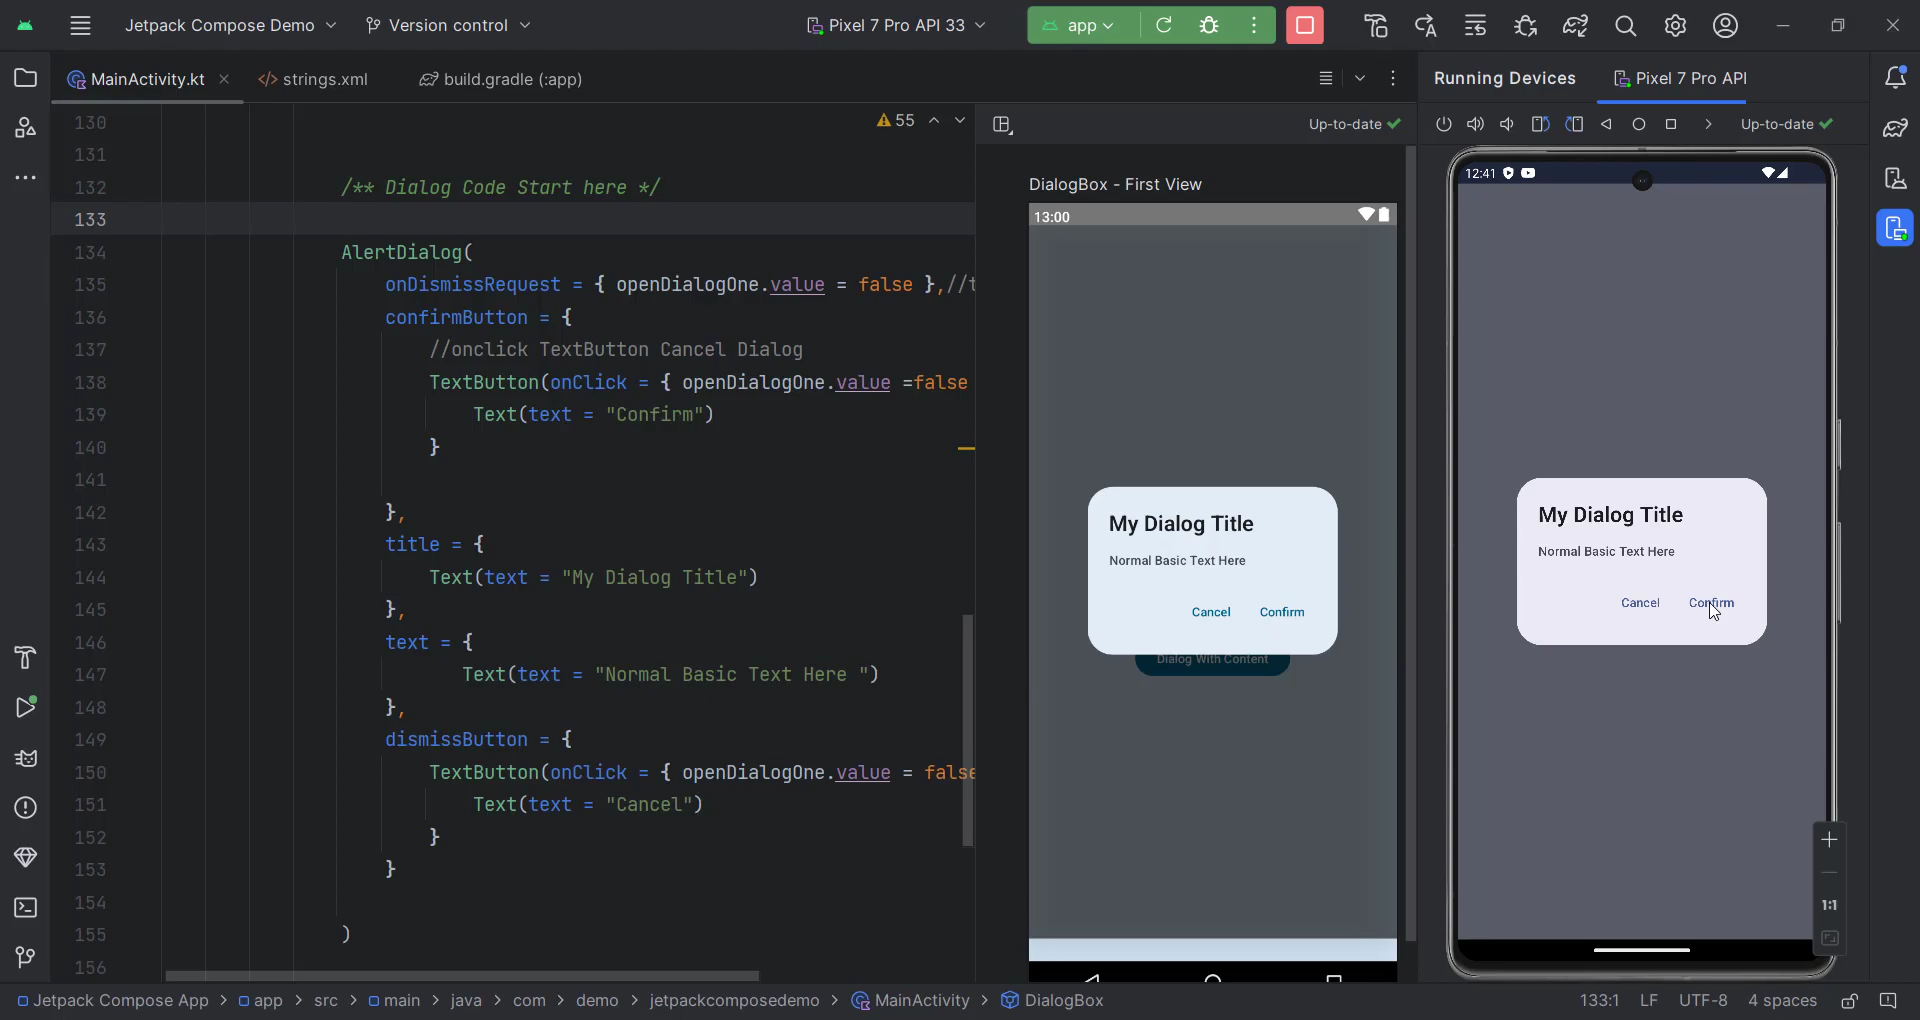 Jetpack Compose Demo
Version control
Pixel 7 Pro API 33
app
MainActivity.kt
strings.xml
build.gradle (:app)
Running Devices
Pixel 7 Pro API
55
Up-to-date
Up-to-date
130
131
132 /** Dialog Code Start here */
133
134 AlertDialog(
135 onDismissRequest = { openDialogOne.value = false },//t
136 confirmButton = {
137 //onclick TextButton Cancel Dialog
138 TextButton(onClick = { openDialogOne.value =false
139 Text(text = "Confirm")
140 }
141
142 },
143 title = {
144 Text(text = "My Dialog Title")
145 },
146 text = {
147 Text(text = "Normal Basic Text Here ")
148 },
149 dismissButton = {
150 TextButton(onClick = { openDialogOne.value = false
151 Text(text = "Cancel")
152 }
153 }
154
155 )
156
DialogBox - First View
13:00
My Dialog Title
Normal Basic Text Here
Cancel Confirm
Dialog With Content
12:41
My Dialog Title
Normal Basic Text Here
Cancel Confirm
1:1
Jetpack Compose App > app > src > main > java > com > demo > jetpackcomposedemo > MainActivity > DialogBox
133:1 LF UTF-8 4 spaces